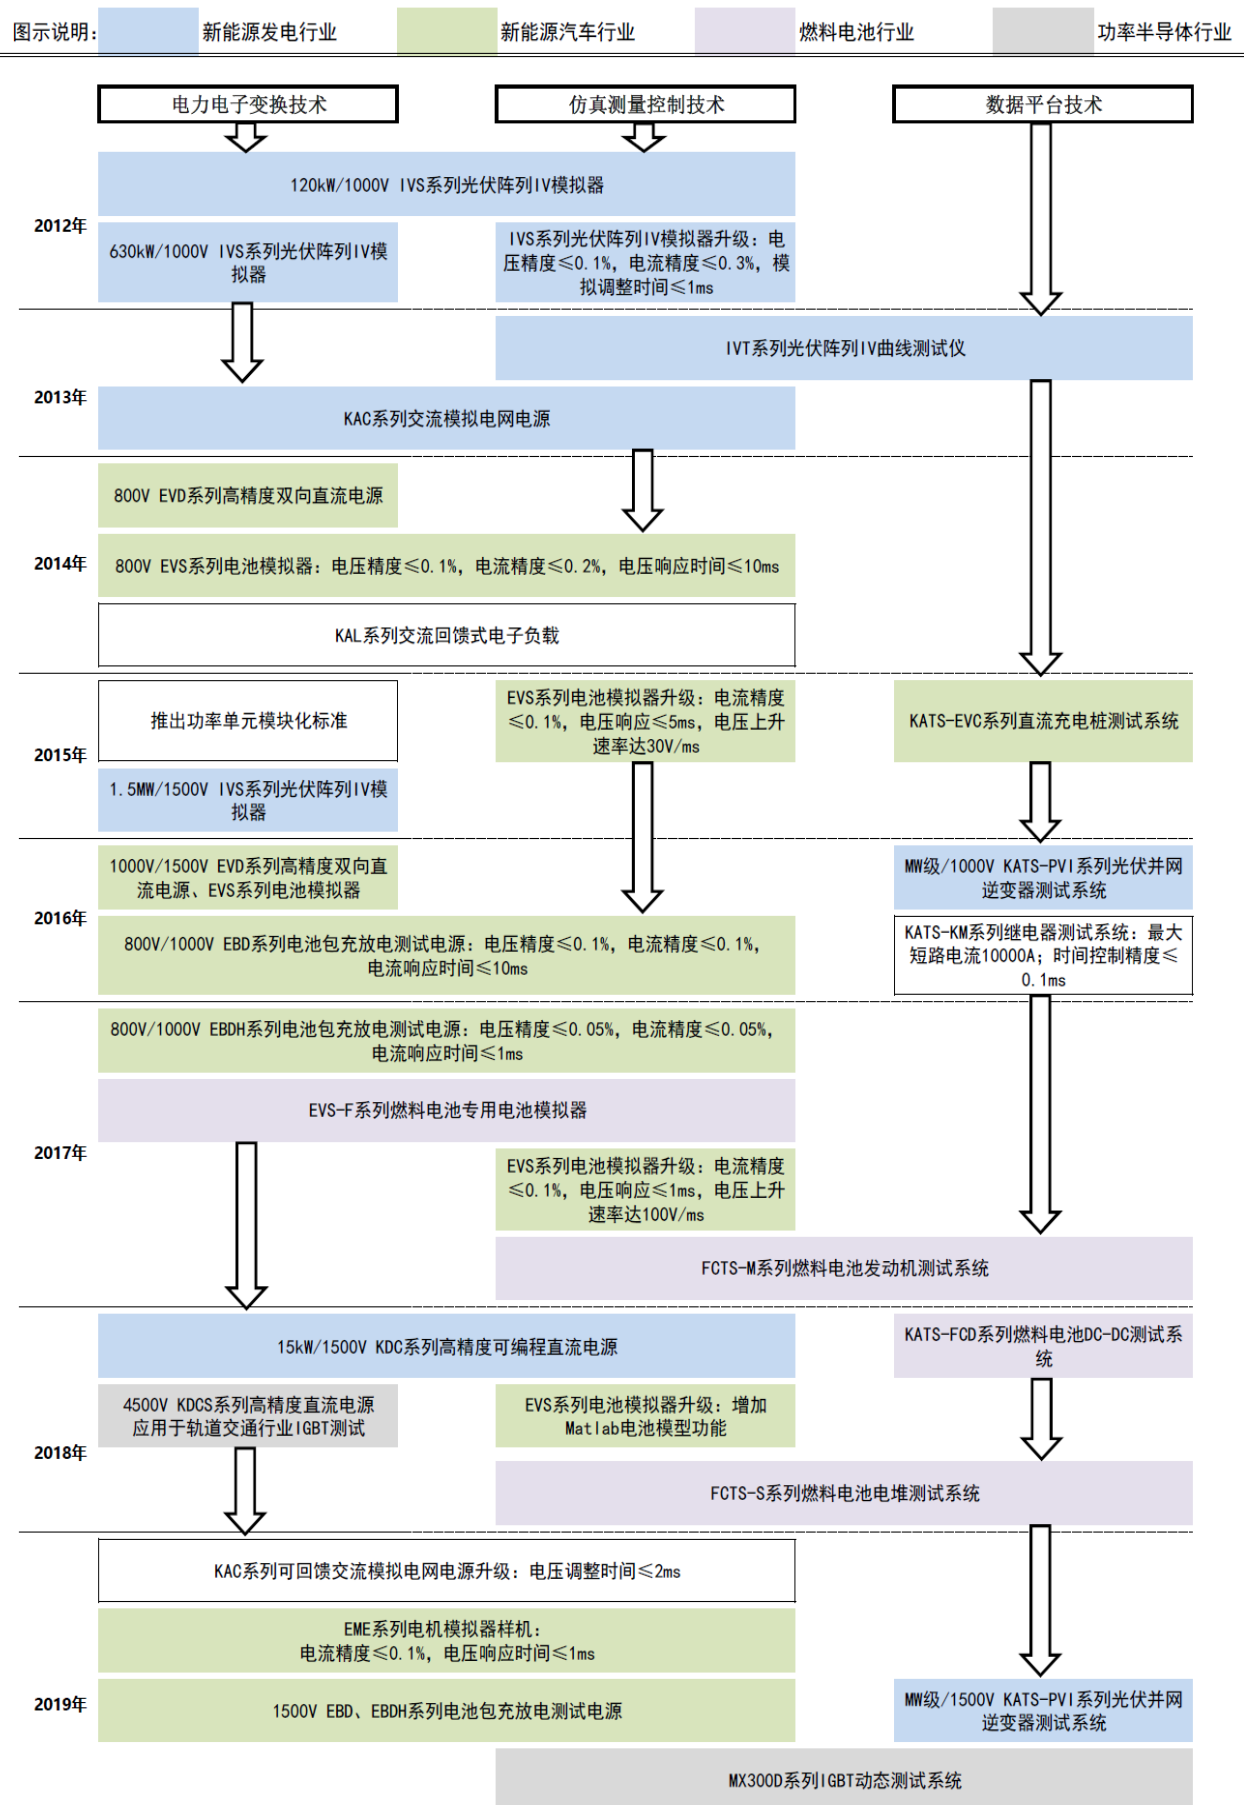 图示说明：
新能源发电行业
新能源汽车行业
燃料电池行业
功率半导体行业
电力电子变换技术
仿真测量控制技术
数据平台技术
2012年
120kW/1000V IVS系列光伏阵列IV模拟器
630kW/1000V IVS系列光伏阵列IV模
拟器
IVS系列光伏阵列IV模拟器升级：电
压精度≤0.1%，电流精度≤0.3%，模
拟调整时间≤1ms
2013年
IVT系列光伏阵列IV曲线测试仪
KAC系列交流模拟电网电源
2014年
800V EVD系列高精度双向直流电源
800V EVS系列电池模拟器：电压精度≤0.1%，电流精度≤0.2%，电压响应时间≤10ms
KAL系列交流回馈式电子负载
2015年
推出功率单元模块化标准
EVS系列电池模拟器升级：电流精度
≤0.1%，电压响应≤5ms，电压上升
速率达30V/ms
KATS-EVC系列直流充电桩测试系统
1.5MW/1500V IVS系列光伏阵列IV模
拟器
2016年
1000V/1500V EVD系列高精度双向直
流电源、EVS系列电池模拟器
MW级/1000V KATS-PVI系列光伏并网
逆变器测试系统
800V/1000V EBD系列电池包充放电测试电源：电压精度≤0.1%，电流精度≤0.1%，
电流响应时间≤10ms
KATS-KM系列继电器测试系统：最大
短路电流10000A；时间控制精度≤
0.1ms
2017年
800V/1000V EBDH系列电池包充放电测试电源：电压精度≤0.05%，电流精度≤0.05%，
电流响应时间≤1ms
EVS-F系列燃料电池专用电池模拟器
EVS系列电池模拟器升级：电流精度
≤0.1%，电压响应≤1ms，电压上升
速率达100V/ms
FCTS-M系列燃料电池发动机测试系统
2018年
15kW/1500V KDC系列高精度可编程直流电源
KATS-FCD系列燃料电池DC-DC测试系
统
4500V KDCS系列高精度直流电源
应用于轨道交通行业IGBT测试
EVS系列电池模拟器升级：增加
Matlab电池模型功能
FCTS-S系列燃料电池电堆测试系统
2019年
KAC系列可回馈交流模拟电网电源升级：电压调整时间≤2ms
EME系列电机模拟器样机：
电流精度≤0.1%，电压响应时间≤1ms
1500V EBD、EBDH系列电池包充放电测试电源
MW级/1500V KATS-PVI系列光伏并网
逆变器测试系统
MX300D系列IGBT动态测试系统